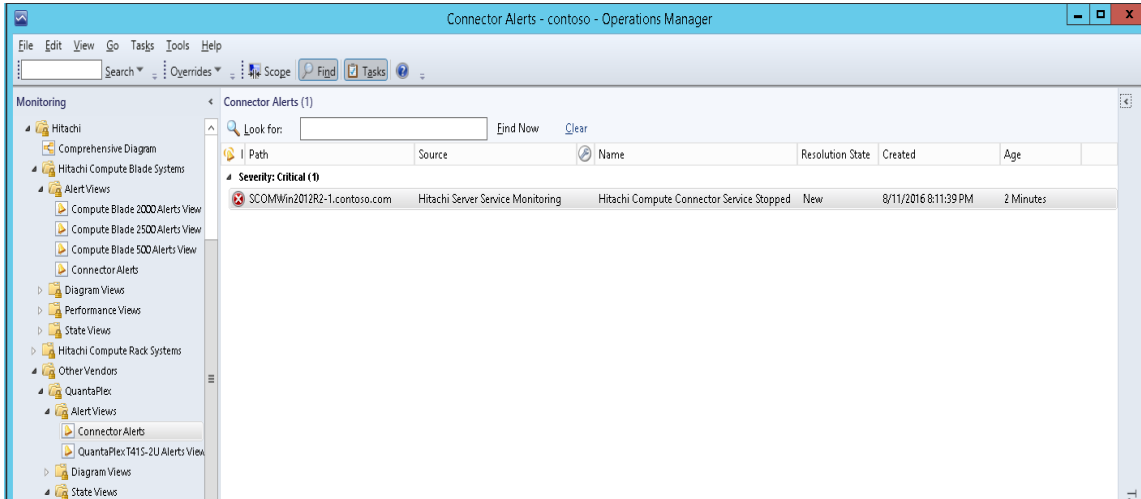 Connector Alerts - contoso - Operations Manager
File Edit View Go Tasks Tools Help
Search Overrides Scope Find Tasks
Monitoring
Hitachi
Comprehensive Diagram
Hitachi Compute Blade Systems
Alert Views
Compute Blade 2000 Alerts View
Compute Blade 2500 Alerts View
Compute Blade 500 Alerts View
Connector Alerts
Diagram Views
Performance Views
State Views
Hitachi Compute Rack Systems
Other Vendors
QuantaPlex
Alert Views
Connector Alerts
QuantaPlex T41S-2U Alerts View
Diagram Views
State Views
Connector Alerts (1)
Look for: Find Now Clear
I Path Source Name Resolution State Created Age
Severity: Critical (1)
SCOMWin2012R2-1.contoso.com Hitachi Server Service Monitoring Hitachi Compute Connector Service Stopped New 8/11/2016 8:11:39 PM 2 Minutes